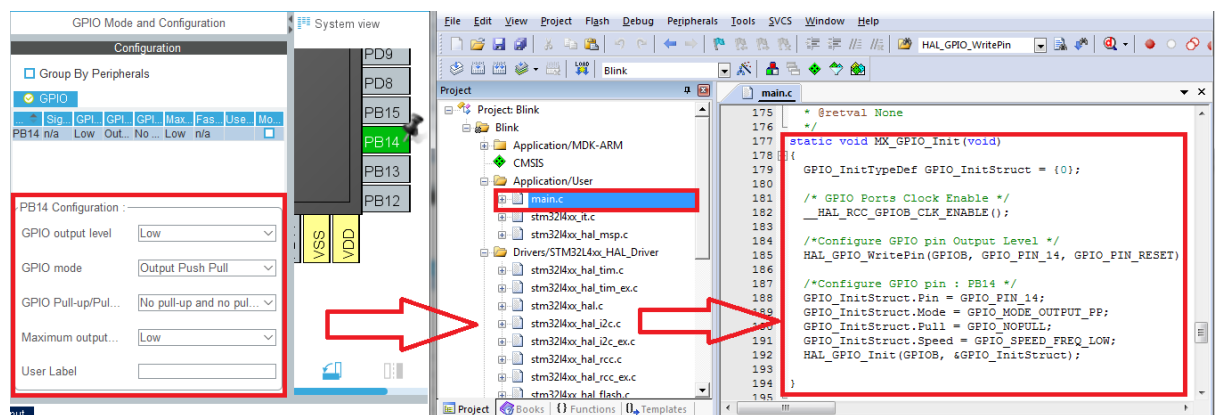 GPIO Mode and Configuration
Configuration
Group By Peripherals
GPIO
... Sig... GPI... GPI... GPI... Max... Fas... Use... Mo...
PB14 n/a Low Out... No ... Low n/a
PB14 Configuration :
GPIO output level Low
GPIO mode Output Push Pull
GPIO Pull-up/Pul... No pull-up and no pul...
Maximum output... Low
User Label
System view
PD9
PD8
PB15
PB14
PB13
PB12
VSS
VDD
File Edit View Project Flash Debug Peripherals Tools SVCS Window Help
HAL_GPIO_WritePin
LOAD
Blink
Project
Project: Blink
Blink
Application/MDK-ARM
CMSIS
Application/User
main.c
stm32l4xx_it.c
stm32l4xx_hal_msp.c
Drivers/STM32L4xx_HAL_Driver
stm32l4xx_hal_tim.c
stm32l4xx_hal_tim_ex.c
stm32l4xx_hal.c
stm32l4xx_hal_i2c.c
stm32l4xx_hal_i2c_ex.c
stm32l4xx_hal_rcc.c
stm32l4xx_hal_rcc_ex.c
stm32l4xx_hal_flash.c
Project Books {} Functions Templates
main.c
175 * @retval None
176 */
177 static void MX_GPIO_Init(void)
178 {
179 GPIO_InitTypeDef GPIO_InitStruct = {0};
180
181 /* GPIO Ports Clock Enable */
182 __HAL_RCC_GPIOB_CLK_ENABLE();
183
184 /*Configure GPIO pin Output Level */
185 HAL_GPIO_WritePin(GPIOB, GPIO_PIN_14, GPIO_PIN_RESET)
186
187 /*Configure GPIO pin : PB14 */
188 GPIO_InitStruct.Pin = GPIO_PIN_14;
189 GPIO_InitStruct.Mode = GPIO_MODE_OUTPUT_PP;
190 GPIO_InitStruct.Pull = GPIO_NOPULL;
191 GPIO_InitStruct.Speed = GPIO_SPEED_FREQ_LOW;
192 HAL_GPIO_Init(GPIOB, &GPIO_InitStruct);
193
194 }
195